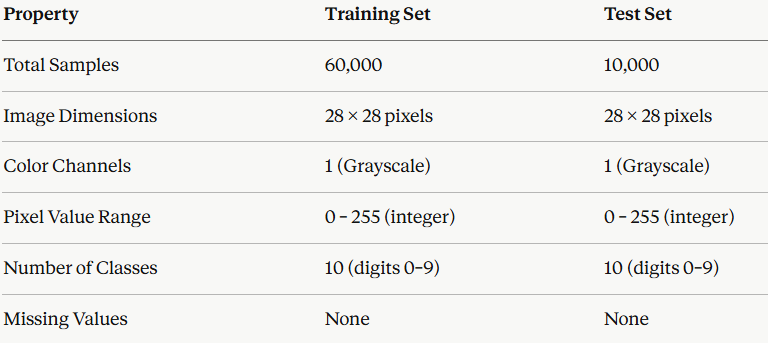 Property Training Set Test Set
Total Samples 60,000 10,000
Image Dimensions 28 × 28 pixels 28 × 28 pixels
Color Channels 1 (Grayscale) 1 (Grayscale)
Pixel Value Range 0 – 255 (integer) 0 – 255 (integer)
Number of Classes 10 (digits 0–9) 10 (digits 0–9)
Missing Values None None